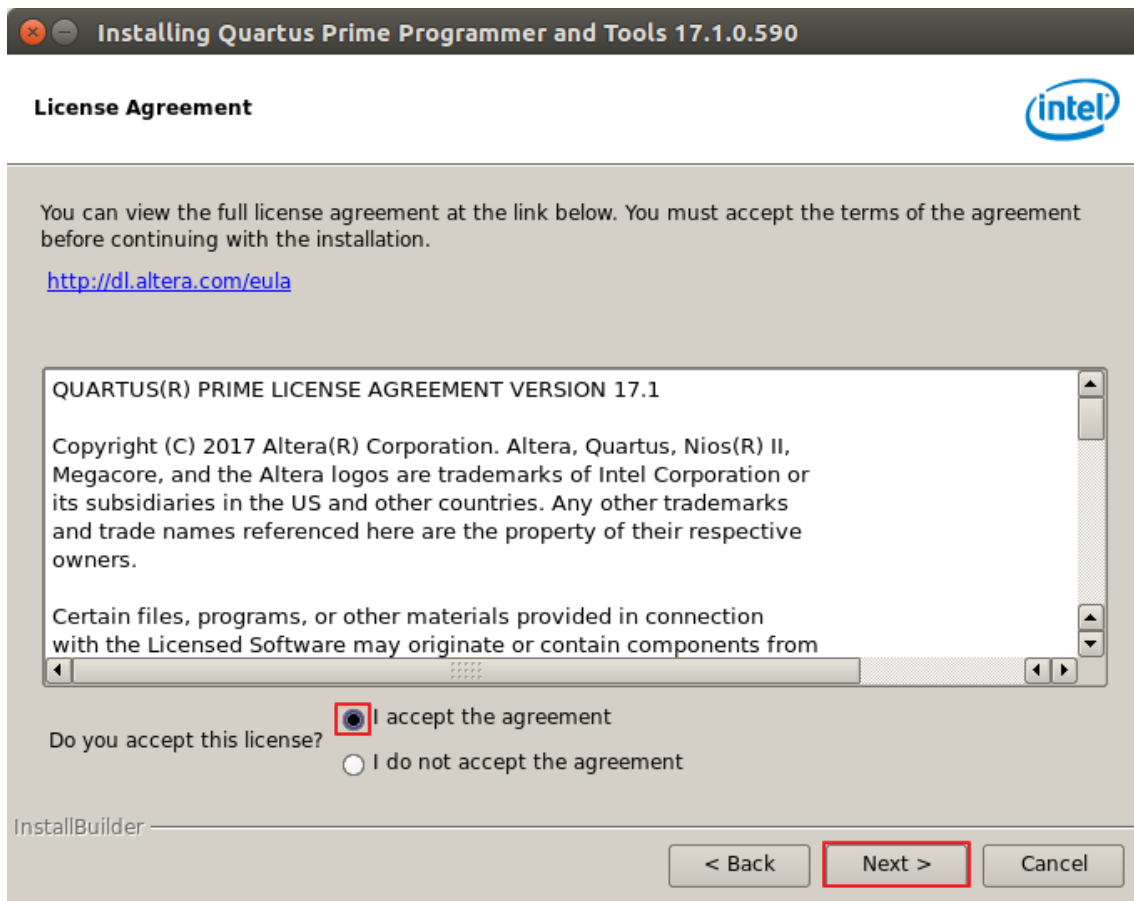 Installing Quartus Prime Programmer and Tools 17.1.0.590
License Agreement
intel
You can view the full license agreement at the link below. You must accept the terms of the agreement
before continuing with the installation.
http://dl.altera.com/eula
QUARTUS(R) PRIME LICENSE AGREEMENT VERSION 17.1
Copyright (C) 2017 Altera(R) Corporation. Altera, Quartus, Nios(R) II,
Megacore, and the Altera logos are trademarks of Intel Corporation or
its subsidiaries in the US and other countries. Any other trademarks
and trade names referenced here are the property of their respective
owners.
Certain files, programs, or other materials provided in connection
with the Licensed Software may originate or contain components from
Do you accept this license?
I accept the agreement
I do not accept the agreement
InstallBuilder
< Back
Next >
Cancel